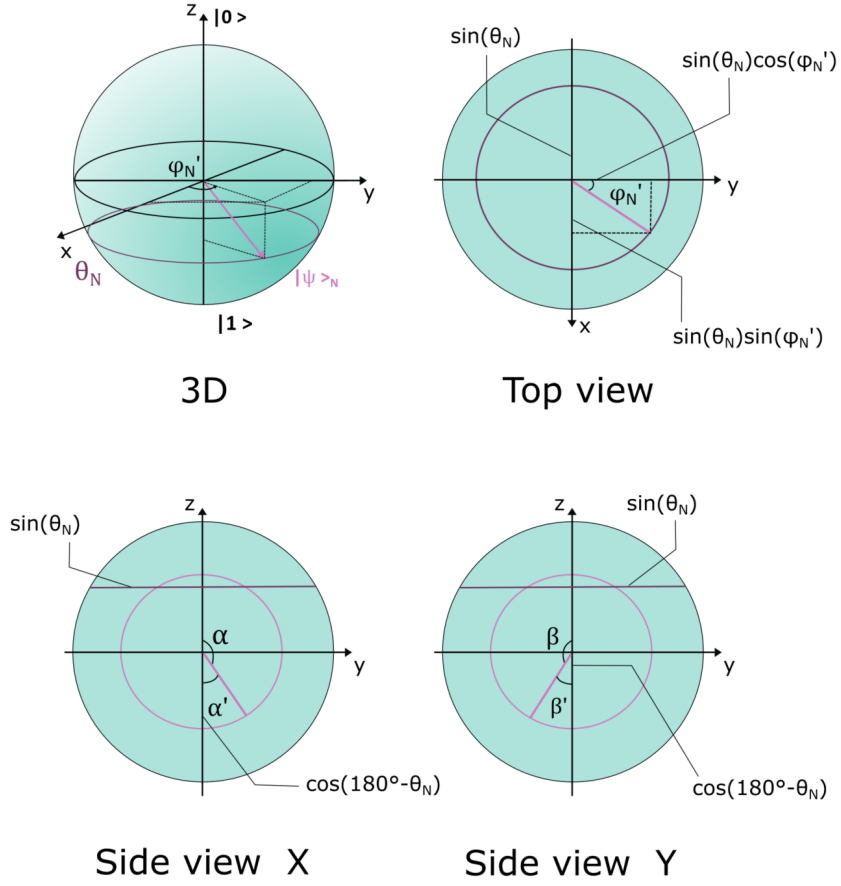 z |0 >
φN'
y
x
θN
|ψ >N
|1 >
3D
sin(θN)
sin(θN)cos(φN')
y
φN'
x
sin(θN)sin(φN')
Top view
z
sin(θN)
α
y
α'
cos(180°-θN)
Side view X
z
sin(θN)
β
y
β'
cos(180°-θN)
Side view Y